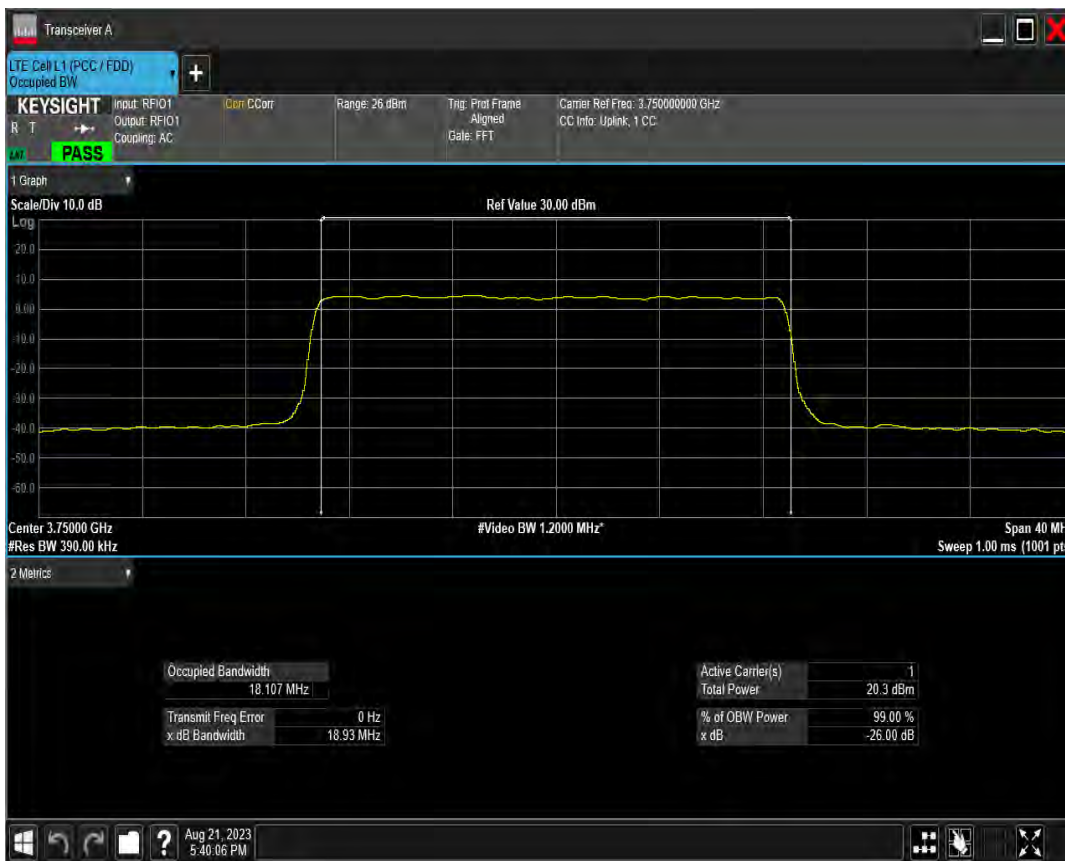 Transceiver A
LTE Cell L1 (PCC / FDD)
Occupied BW
+
KEYSIGHT
R T
PASS
Input: RFIO1
Output: RFIO1
Coupling: AC
Corr CCorr
Range: 26 dBm
Trig: Prot Frame
Aligned
Gate: FFT
Carrier Ref Freq: 3.750000000 GHz
CC Info: Uplink, 1 CC
1 Graph
Scale/Div 10.0 dB
Ref Value 30.00 dBm
Log
20.0
10.0
0.00
-10.0
-20.0
-30.0
-40.0
-50.0
-60.0
Center 3.75000 GHz
#Video BW 1.2000 MHz*
Span 40 MH
#Res BW 390.00 kHz
Sweep 1.00 ms (1001 pt
2 Metrics
Occupied Bandwidth
18.107 MHz
Transmit Freq Error 0 Hz
x dB Bandwidth 18.93 MHz
Active Carrier(s) 1
Total Power 20.3 dBm
% of OBW Power 99.00 %
x dB -26.00 dB
?
Aug 21, 2023
5:40:06 PM